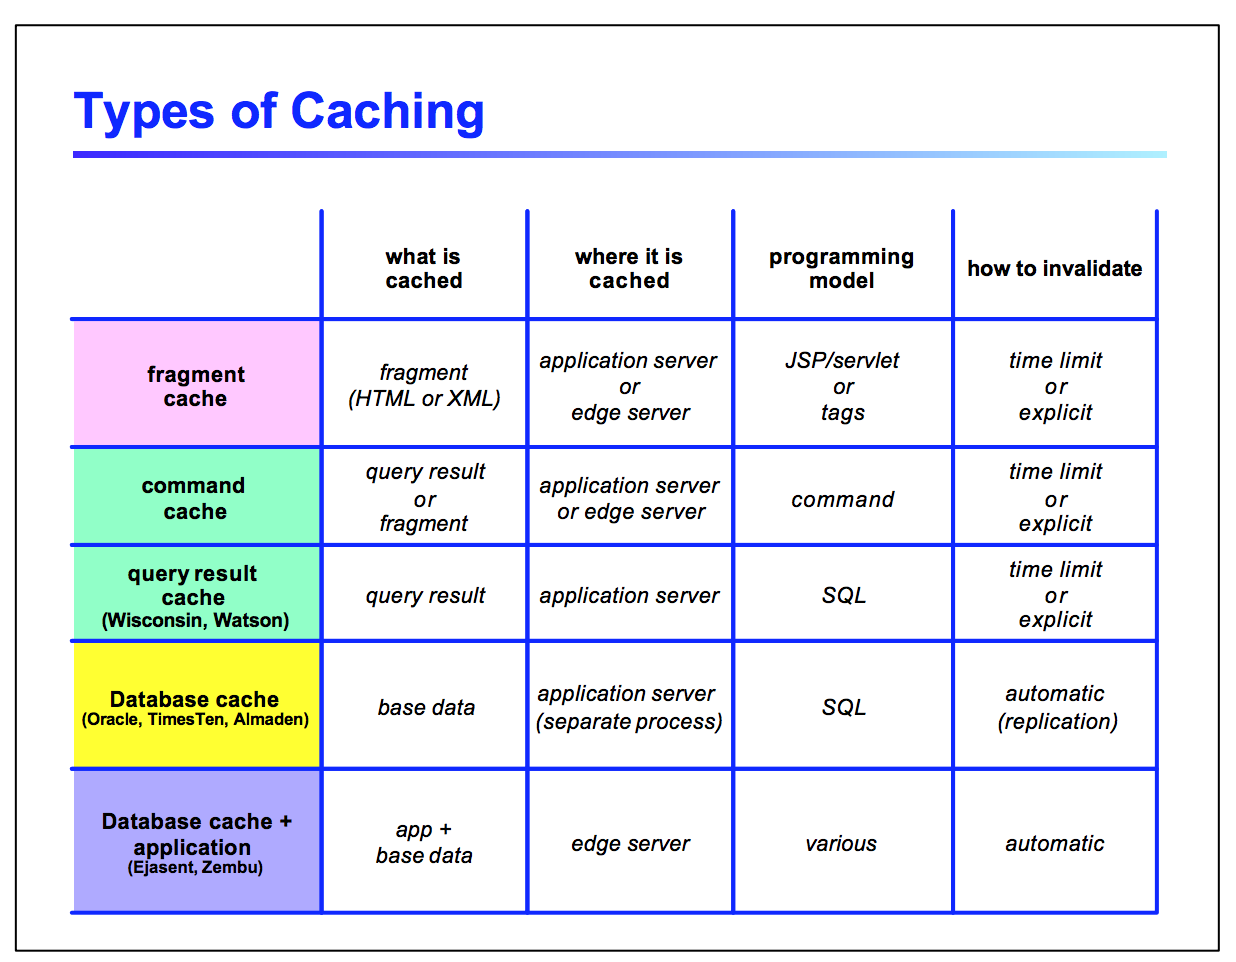 Types of Caching
what is
cached
where it is
cached
programming
model
how to invalidate
fragment
cache
fragment
(HTML or XML)
application server
or
edge server
JSP/servlet
or
tags
time limit
or
explicit
command
cache
query result
or
fragment
application server
or edge server
command
time limit
or
explicit
query result
cache
(Wisconsin, Watson)
query result
application server
SQL
time limit
or
explicit
Database cache
(Oracle, TimesTen, Almaden)
base data
application server
(separate process)
SQL
automatic
(replication)
Database cache +
application
(Ejasent, Zembu)
app +
base data
edge server
various
automatic